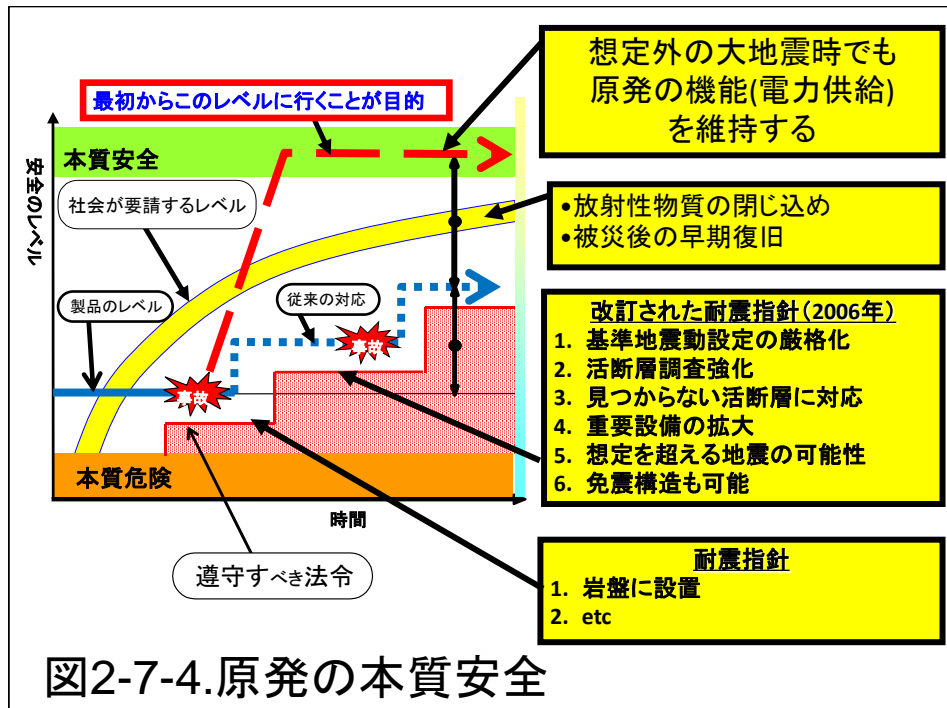 想定外の大地震時でも
原発の機能(電力供給)
を維持する
最初からこのレベルに行くことが目的
本質安全
安全のレベル
社会が要請するレベル
•放射性物質の閉じ込め
•被災後の早期復旧
製品のレベル
従来の対応
事故
事故
改訂された耐震指針(2006年)
1. 基準地震動設定の厳格化
2. 活断層調査強化
3. 見つからない活断層に対応
4. 重要設備の拡大
5. 想定を超える地震の可能性
6. 免震構造も可能
本質危険
時間
遵守すべき法令
耐震指針
1. 岩盤に設置
2. etc
図2-7-4.原発の本質安全